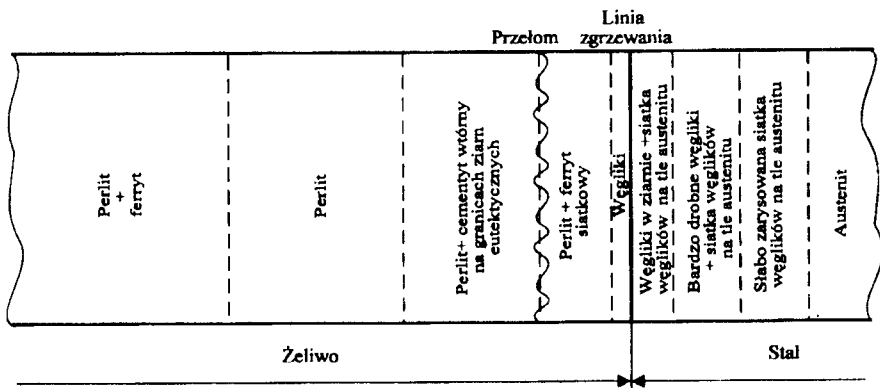 Przełom
Linia
zgrzewania
Perlit
+
ferryt
Perlit
Perlit+ cementyt wtórny
na granicach ziarn
eutektycznych
Perlit + ferryt
siatkowy
Węgliki
Węgliki w ziarnie +siatka
węglików na tle austenitu
Bardzo drobne węgliki
+ siatka węglików
na tle austenitu
Słabo zarysowana siatka
węglików na tle austenitu
Austenit
Żeliwo
Stal